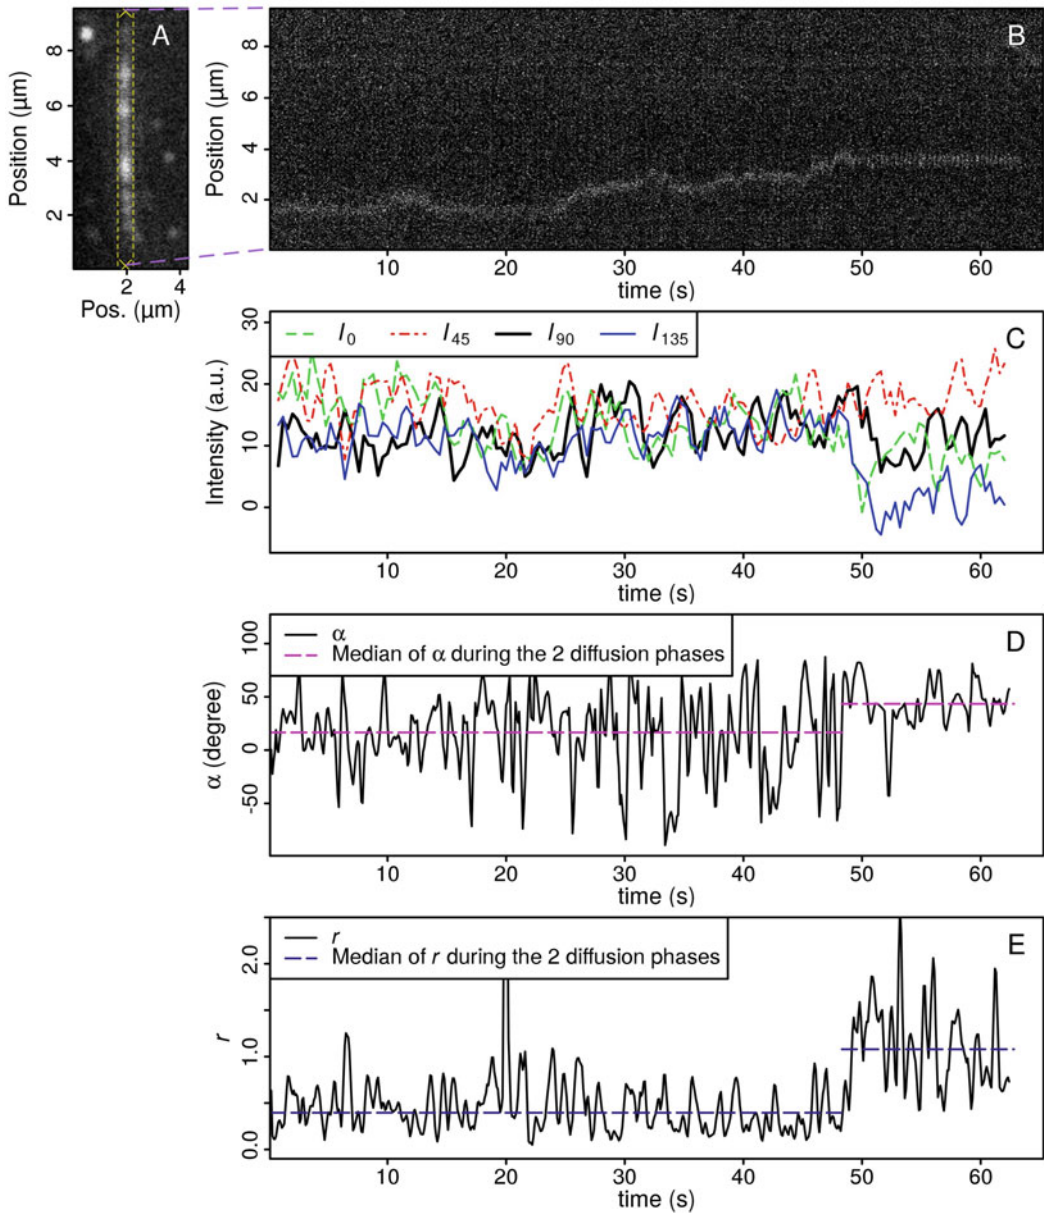 A
Position (µm)
8
6
4
2
2
4
Pos. (µm)
B
Position (µm)
8
6
4
2
10
20
30
40
50
60
time (s)
C
I0
I45
I90
I135
Intensity (a.u.)
30
20
10
0
10
20
30
40
50
60
time (s)
D
α
Median of α during the 2 diffusion phases
α (degree)
100
50
0
-50
10
20
30
40
50
60
time (s)
E
r
Median of r during the 2 diffusion phases
r
2.0
1.0
0.0
10
20
30
40
50
60
time (s)